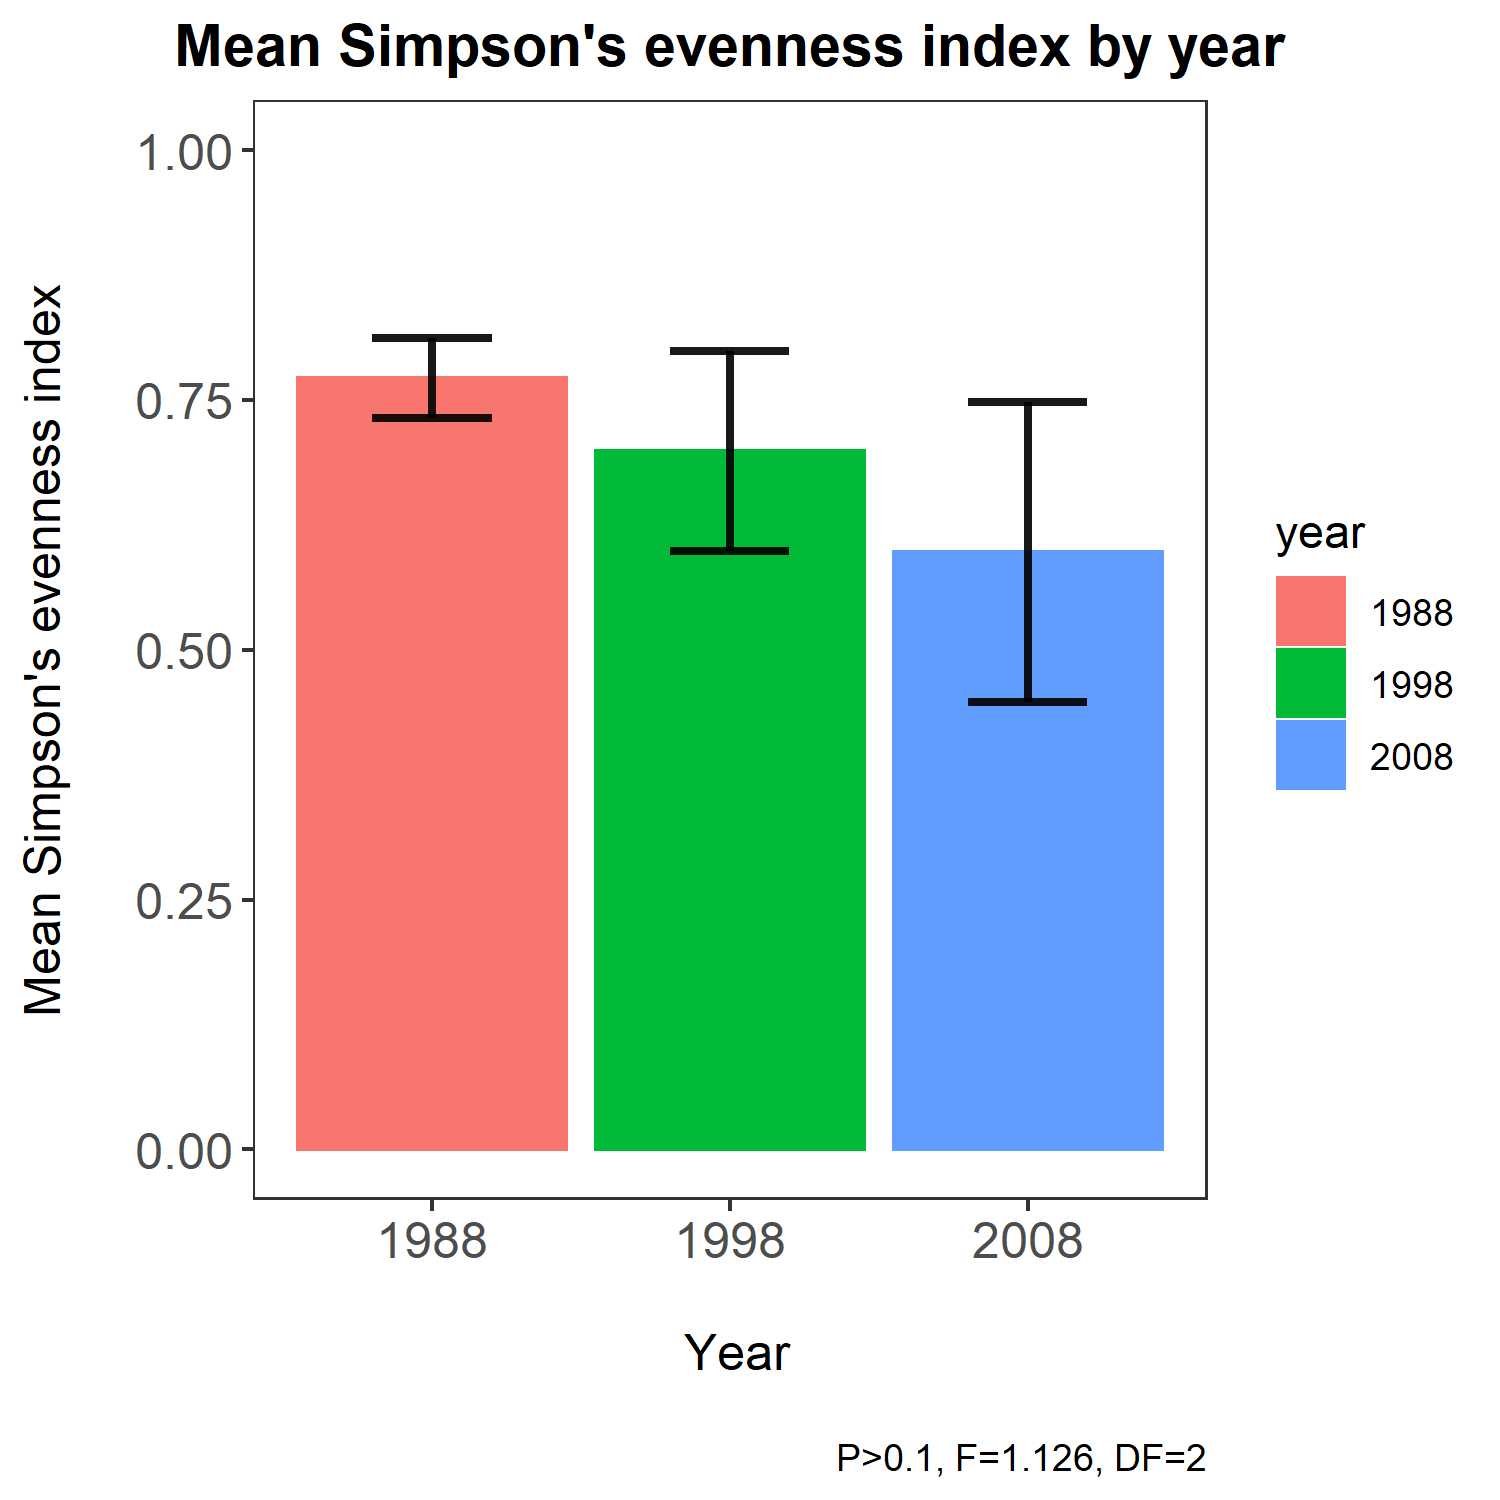 Mean Simpson's evenness index by year
Mean Simpson's evenness index
1.00
0.75
0.50
0.25
0.00
1988
1998
2008
Year
year
1988
1998
2008
P>0.1, F=1.126, DF=2